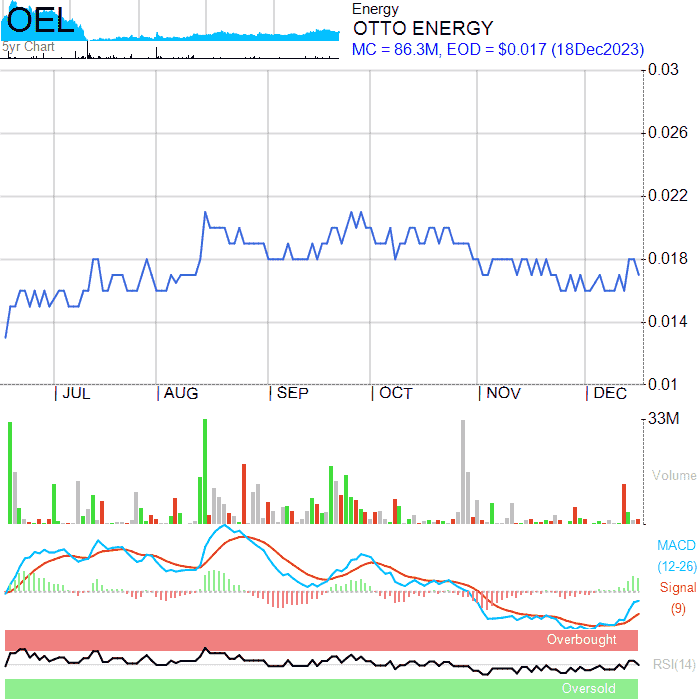 OEL
5yr Chart
Energy
OTTO ENERGY
MC = 86.3M, EOD = $0.017 (18Dec2023)
0.03
0.026
0.022
0.018
0.014
0.01
JUL AUG SEP OCT NOV DEC
33M
Volume
MACD
(12-26)
Signal
(9)
Overbought
RSI(14)
Oversold